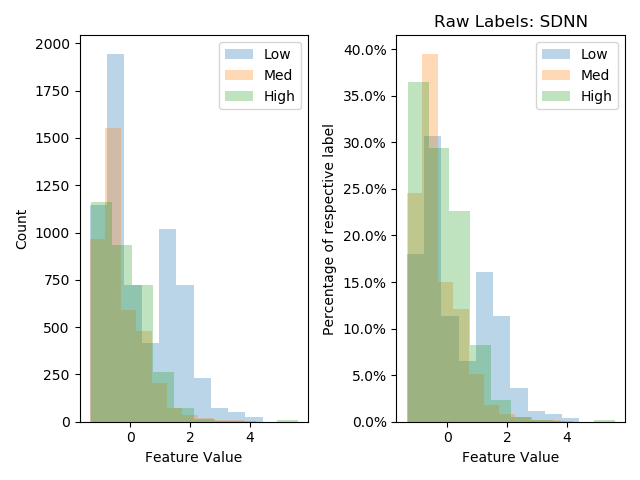 Raw Labels: SDNN
2000
1750
1500
1250
1000
750
500
250
0
Count
0 2 4
Feature Value
Low
Med
High
40.0%
35.0%
30.0%
25.0%
20.0%
15.0%
10.0%
5.0%
0.0%
Percentage of respective label
0 2 4
Feature Value
Low
Med
High